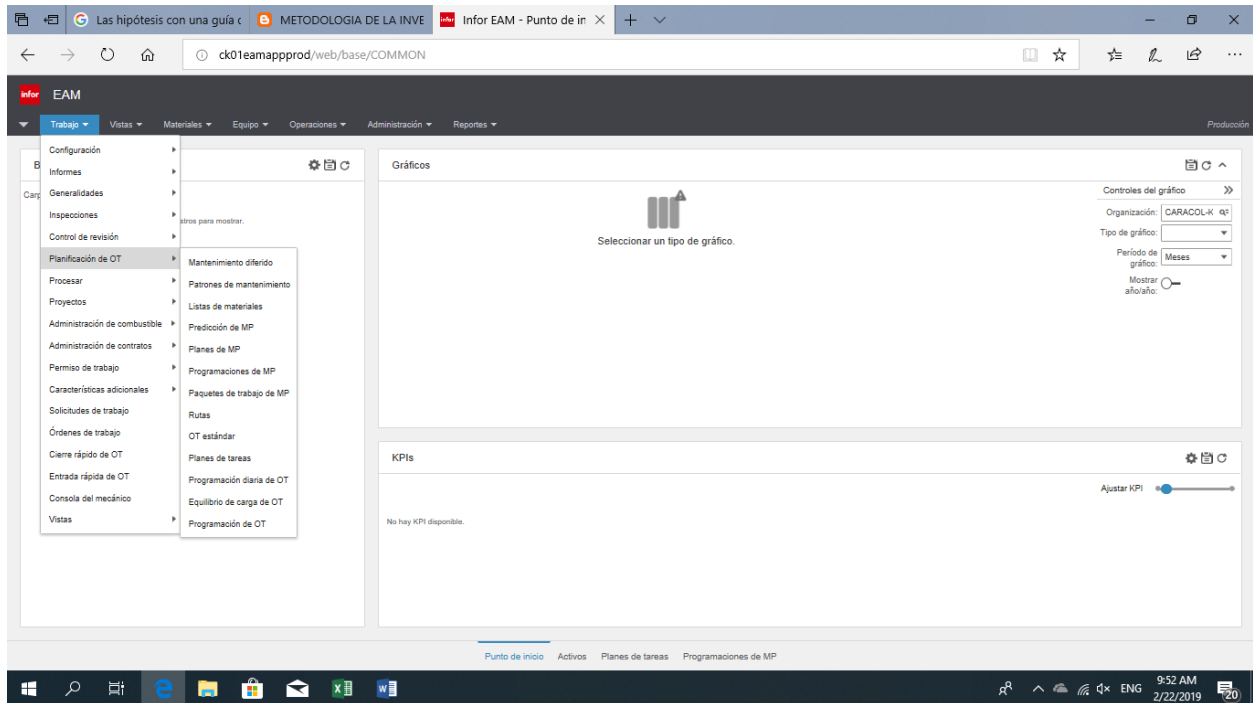 Las hipótesis con una guía c
METODOLOGIA DE LA INVE
infor
Infor EAM - Punto de in
ck01eamappprod/web/base/COMMON
infor
EAM
Trabajo
Vistas
Materiales
Equipo
Operaciones
Administración
Reportes
Producción
Configuración
Informes
Generalidades
Inspecciones
Control de revisión
Planificación de OT
Procesar
Proyectos
Administración de combustible
Administración de contratos
Permiso de trabajo
Características adicionales
Solicitudes de trabajo
Órdenes de trabajo
Cierre rápido de OT
Entrada rápida de OT
Consola del mecánico
Vistas
Mantenimiento diferido
Patrones de mantenimiento
Listas de materiales
Predicción de MP
Planes de MP
Programaciones de MP
Paquetes de trabajo de MP
Rutas
OT estándar
Planes de tareas
Programación diaria de OT
Equilibrio de carga de OT
Programación de OT
B
Carp
stros para mostrar.
Gráficos
Seleccionar un tipo de gráfico.
Controles del gráfico
Organización: CARACOL-K
Tipo de gráfico:
Período de
gráfico: Meses
Mostrar
año/año:
KPIs
Ajustar KPI
No hay KPI disponible.
Punto de inicio
Activos
Planes de tareas
Programaciones de MP
ENG
9:52 AM
2/22/2019
20